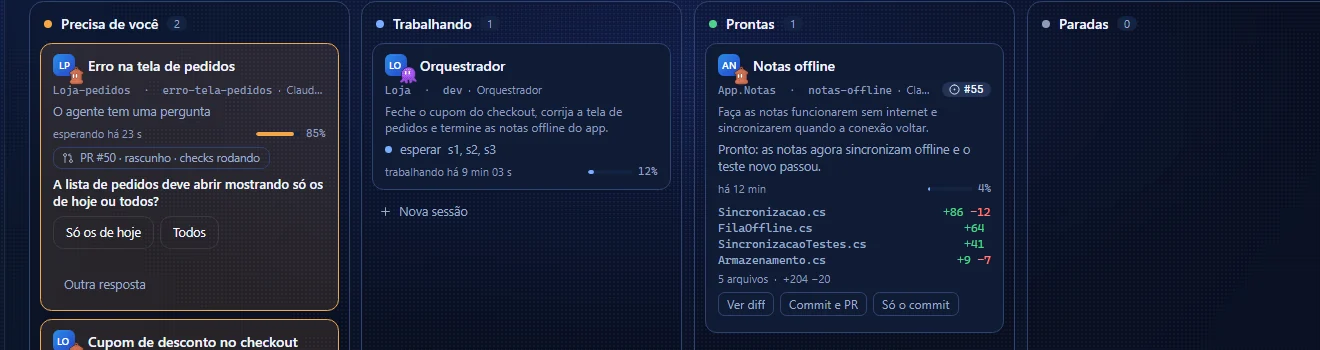 Precisa de você 2
LP Erro na tela de pedidos
Loja-pedidos · erro-tela-pedidos · Claud...
O agente tem uma pergunta
esperando há 23 s 85%
PR #50 · rascunho · checks rodando
A lista de pedidos deve abrir mostrando só os
de hoje ou todos?
Só os de hoje Todos
Outra resposta
LO Cupom de desconto no checkout
Trabalhando 1
LO Orquestrador
Loja · dev · Orquestrador
Feche o cupom do checkout, corrija a tela de
pedidos e termine as notas offline do app.
esperar s1, s2, s3
trabalhando há 9 min 03 s 12%
+ Nova sessão
Prontas 1
AN Notas offline
App.Notas · notas-offline · Cla... #55
Faça as notas funcionarem sem internet e
sincronizarem quando a conexão voltar.
Pronto: as notas agora sincronizam offline e o
teste novo passou.
há 12 min 4%
Sincronizacao.cs +86 −12
FilaOffline.cs +64
SincronizacaoTestes.cs +41
Armazenamento.cs +9 −7
5 arquivos · +204 −20
Ver diff Commit e PR Só o commit
Paradas 0